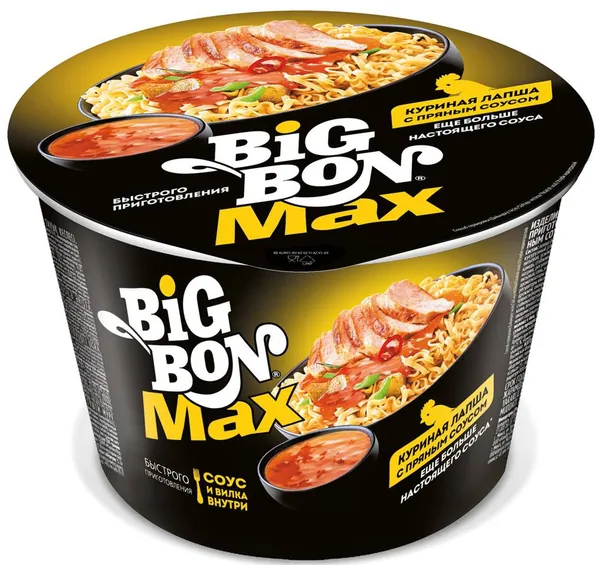 КУРИНАЯ ЛАПША
С ПРЯНЫМ СОУСОМ
ЕЩЕ БОЛЬШЕ
НАСТОЯЩЕГО СОУСА
BiG
BON®
Max
БЫСТРОГО
ПРИГОТОВЛЕНИЯ
BiG
BON®
Max
КУРИНАЯ ЛАПША
С ПРЯНЫМ СОУСОМ
ЕЩЕ БОЛЬШЕ
НАСТОЯЩЕГО СОУСА*
БЫСТРОГО
ПРИГОТОВЛЕНИЯ
СОУС
И ВИЛКА
ВНУТРИ